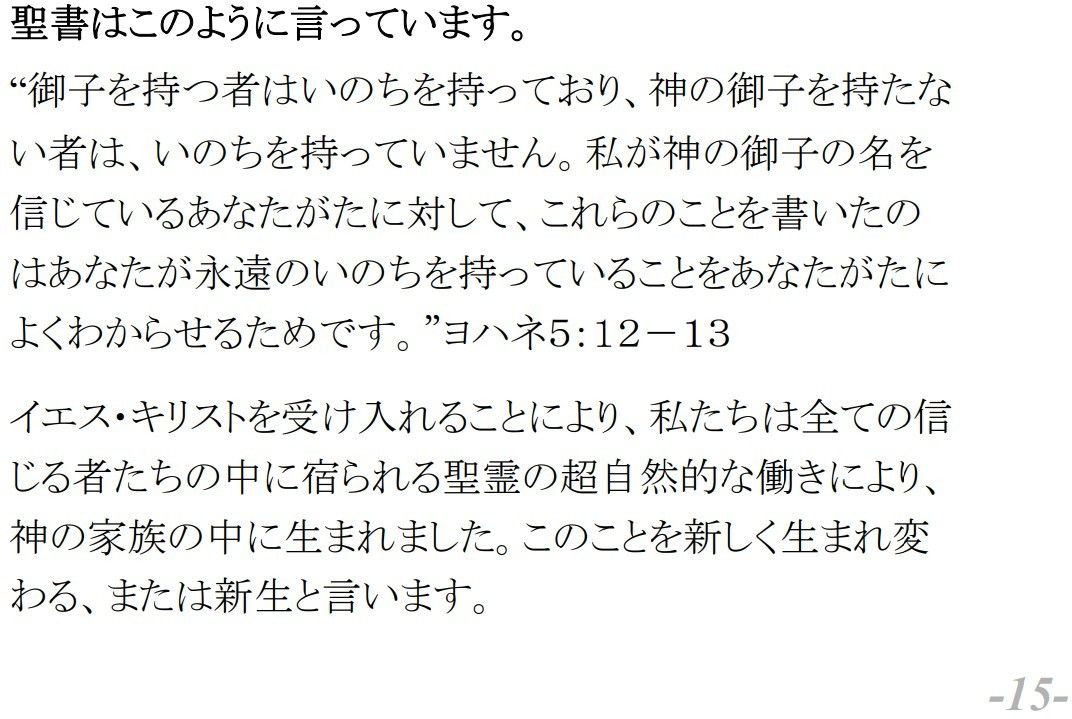 聖書はこのように言っています。
“御子を持つ者はいのちを持っており、神の御子を持たな
い者は、いのちを持っていません。私が神の御子の名を
信じているあなたがたに対して、これらのことを書いたの
はあなたが永遠のいのちを持っていることをあなたがたに
よくわからせるためです。”ヨハネ５：１２－１３
イエス・キリストを受け入れることにより、私たちは全ての信
じる者たちの中に宿られる聖霊の超自然的な働きにより、
神の家族の中に生まれました。このことを新しく生まれ変
わる、または新生と言います。
-15-